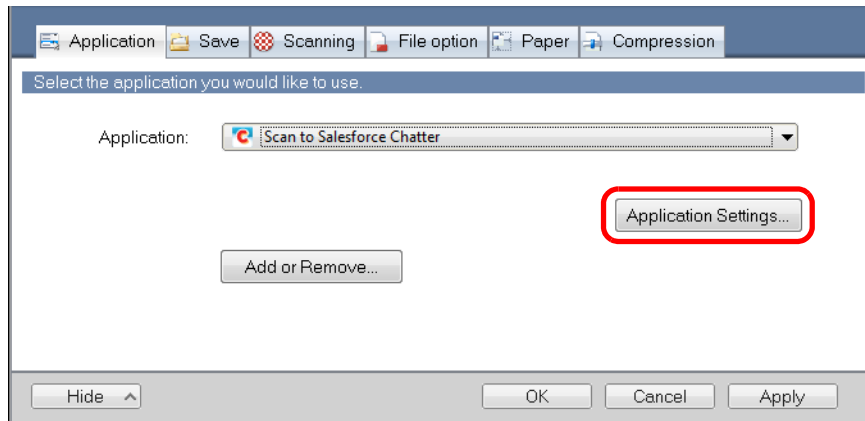 Application Save Scanning File option Paper Compression
Select the application you would like to use.
Application: Scan to Salesforce Chatter
Application Settings...
Add or Remove...
Hide OK Cancel Apply